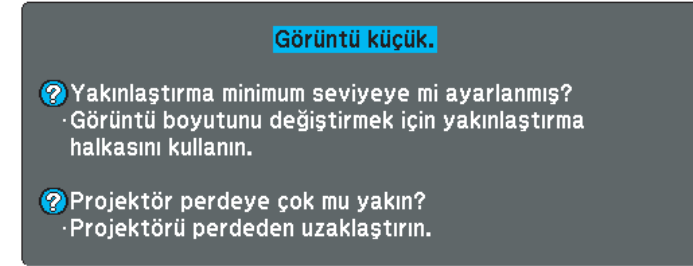 Görüntü küçük.
? Yakınlaştırma minimum seviyeye mi ayarlanmış?
·Görüntü boyutunu değiştirmek için yakınlaştırma
halkasını kullanın.
? Projektör perdeye çok mu yakın?
·Projektörü perdeden uzaklaştırın.